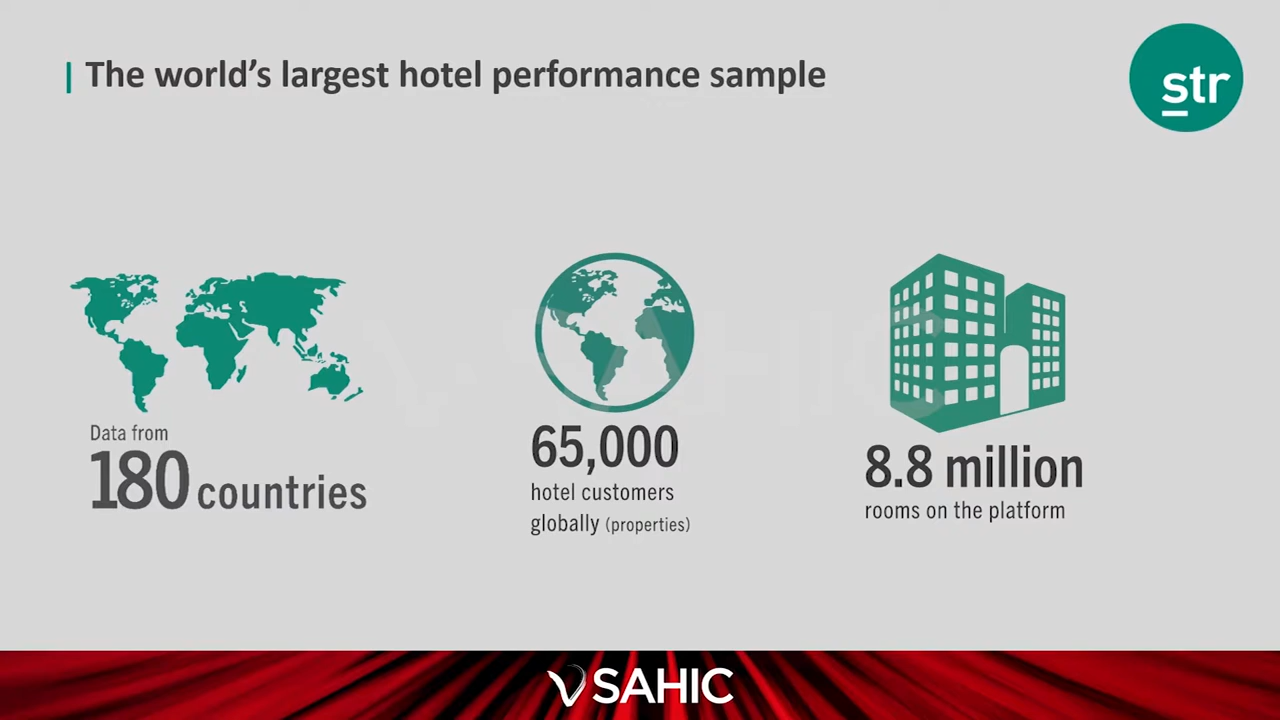 | The world's largest hotel performance sample
str
Data from
180 countries
65,000
hotel customers
globally (properties)
8.8 million
rooms on the platform
V SAHIC
VSAHIC